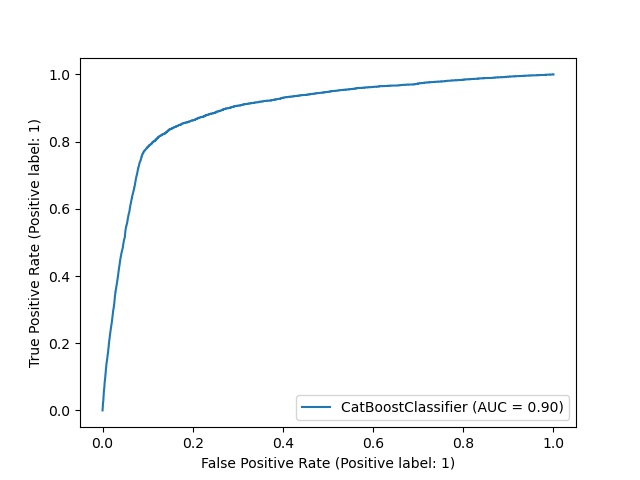 1.0
0.8
0.6
0.4
0.2
0.0
True Positive Rate (Positive label: 1)
CatBoostClassifier (AUC = 0.90)
0.0 0.2 0.4 0.6 0.8 1.0
False Positive Rate (Positive label: 1)